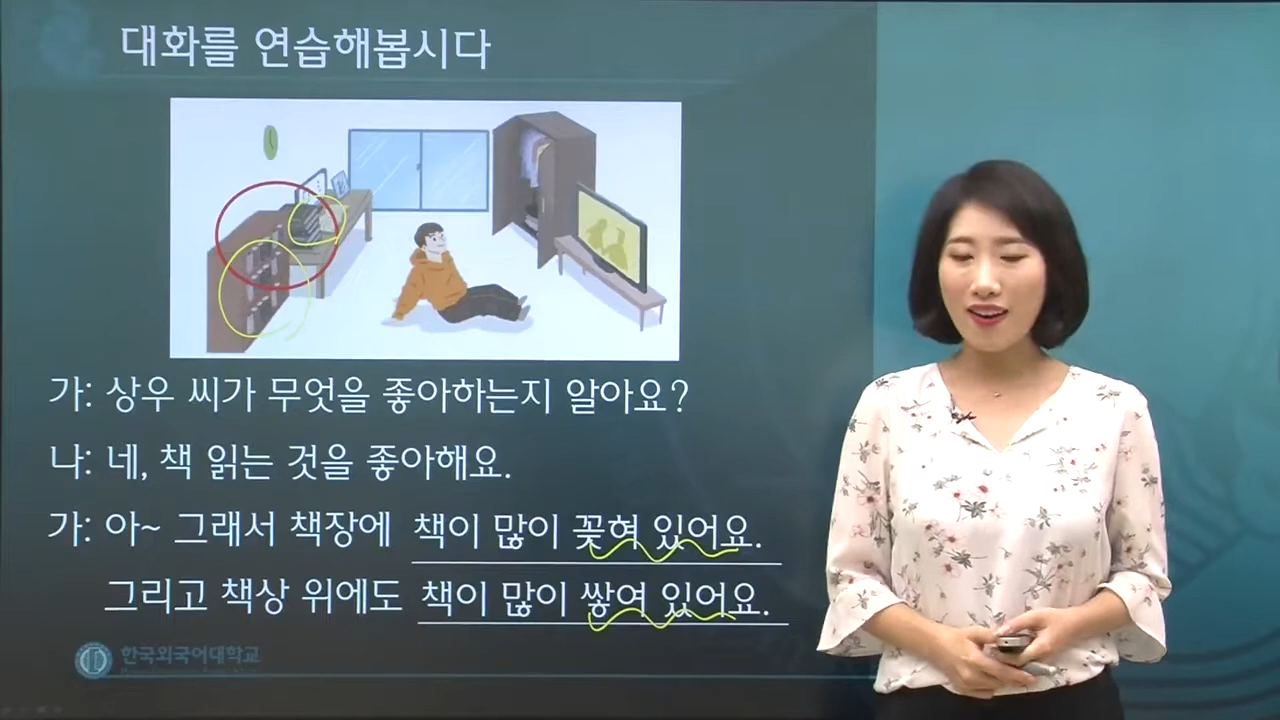 대화를 연습해봅시다
가: 상우 씨가 무엇을 좋아하는지 알아요?
나: 네, 책 읽는 것을 좋아해요.
가: 아~ 그래서 책장에 책이 많이 꽂혀 있어요.
그리고 책상 위에도 책이 많이 쌓여 있어요.
한국외국어대학교